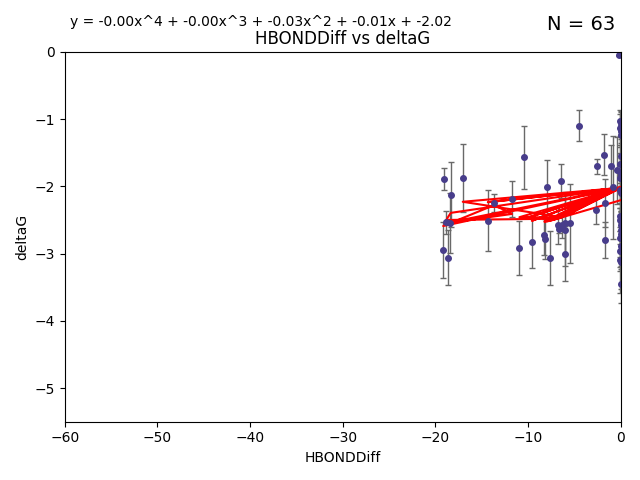 y = -0.00x^4 + -0.00x^3 + -0.03x^2 + -0.01x + -2.02
N = 63
HBONDDiff vs deltaG
0
−1
−2
−3
−4
−5
deltaG
−60 −50 −40 −30 −20 −10 0
HBONDDiff